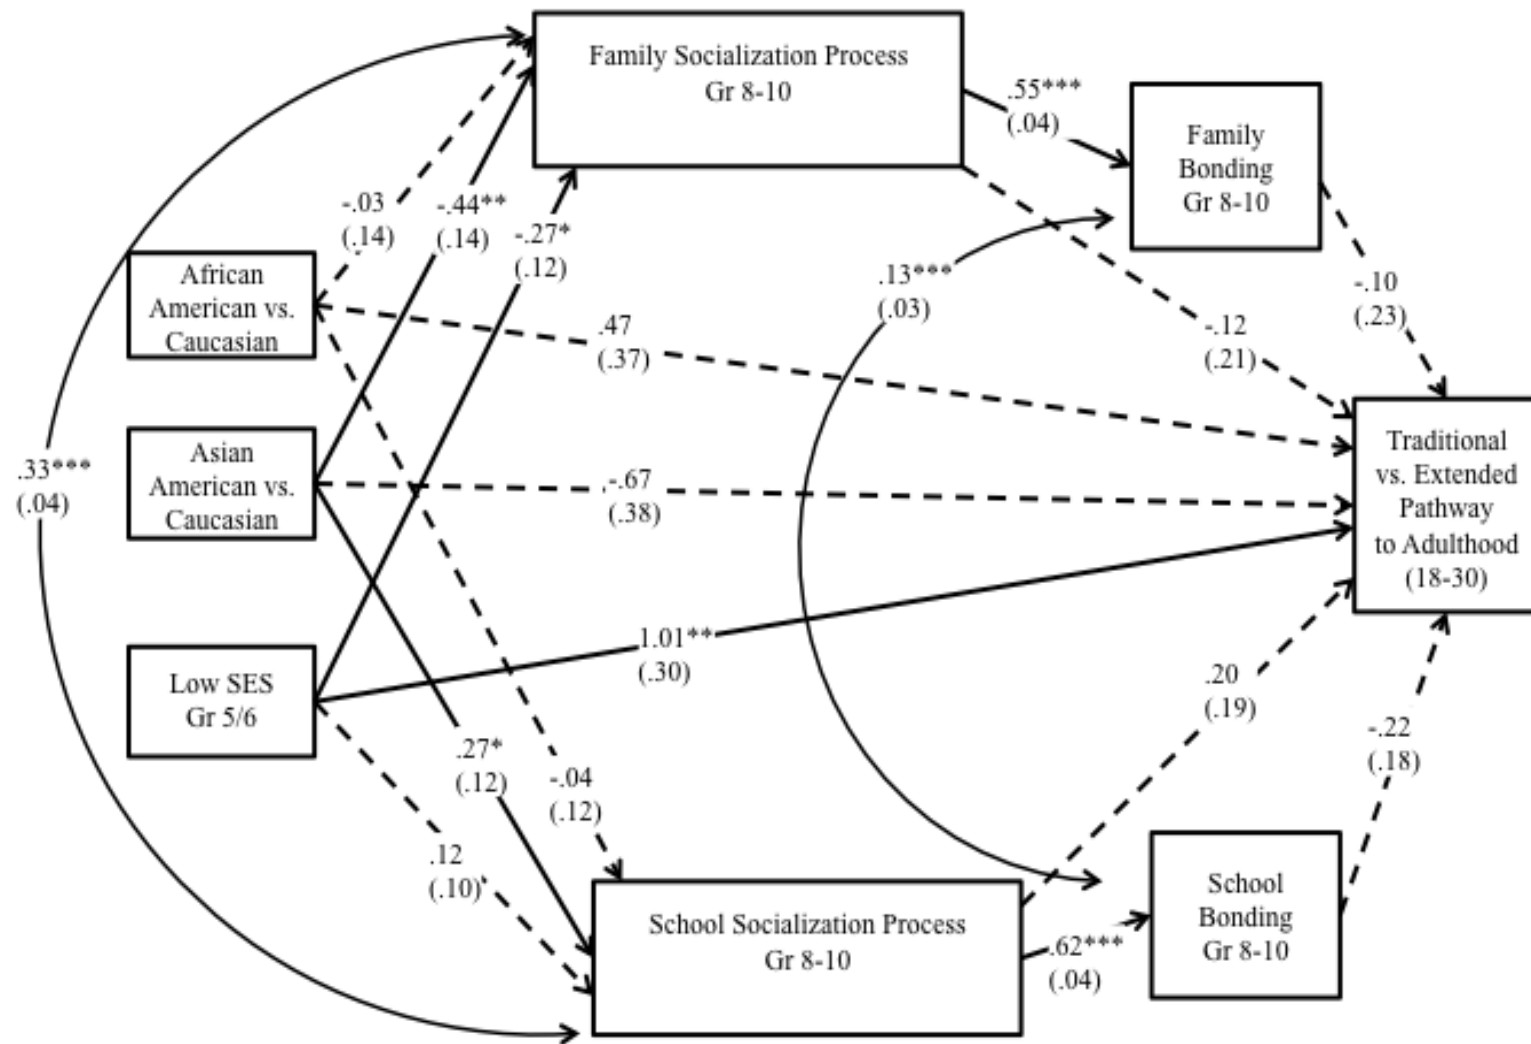 Family Socialization Process
Gr 8-10
.55***
(.04)
Family
Bonding
Gr 8-10
-.03
(.14)
-.44**
(.14)
-.27*
(.12)
.13***
(.03)
-.10
(.23)
-.12
(.21)
African
American vs.
Caucasian
.47
(.37)
Asian
American vs.
Caucasian
.33***
(.04)
-.67
(.38)
Traditional
vs. Extended
Pathway
to Adulthood
(18-30)
Low SES
Gr 5/6
1.01**
(.30)
.20
(.19)
-.22
(.18)
.27*
(.12)
-.04
(.12)
.12
(.10)
School Socialization Process
Gr 8-10
.62***
(.04)
School
Bonding
Gr 8-10